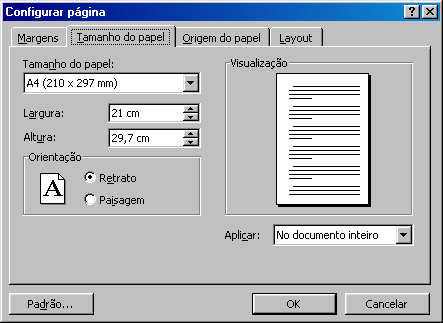 Configurar página
Margens
Tamanho do papel
Origem do papel
Layout
Tamanho do papel:
A4 (210 x 297 mm)
Largura:
21 cm
Altura:
29,7 cm
Orientação
A
Retrato
Paisagem
Visualização
Aplicar:
No documento inteiro
Padrão...
OK
Cancelar